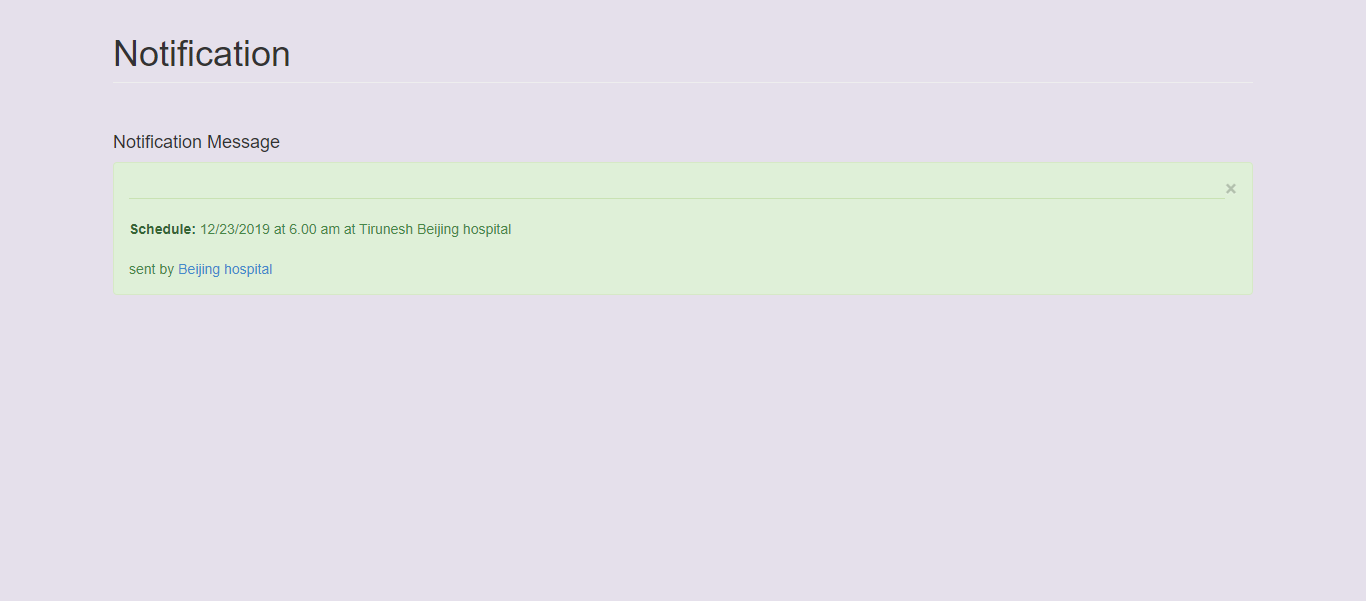 Notification
Notification Message
×
Schedule: 12/23/2019 at 6.00 am at Tirunesh Beijing hospital
sent by Beijing hospital